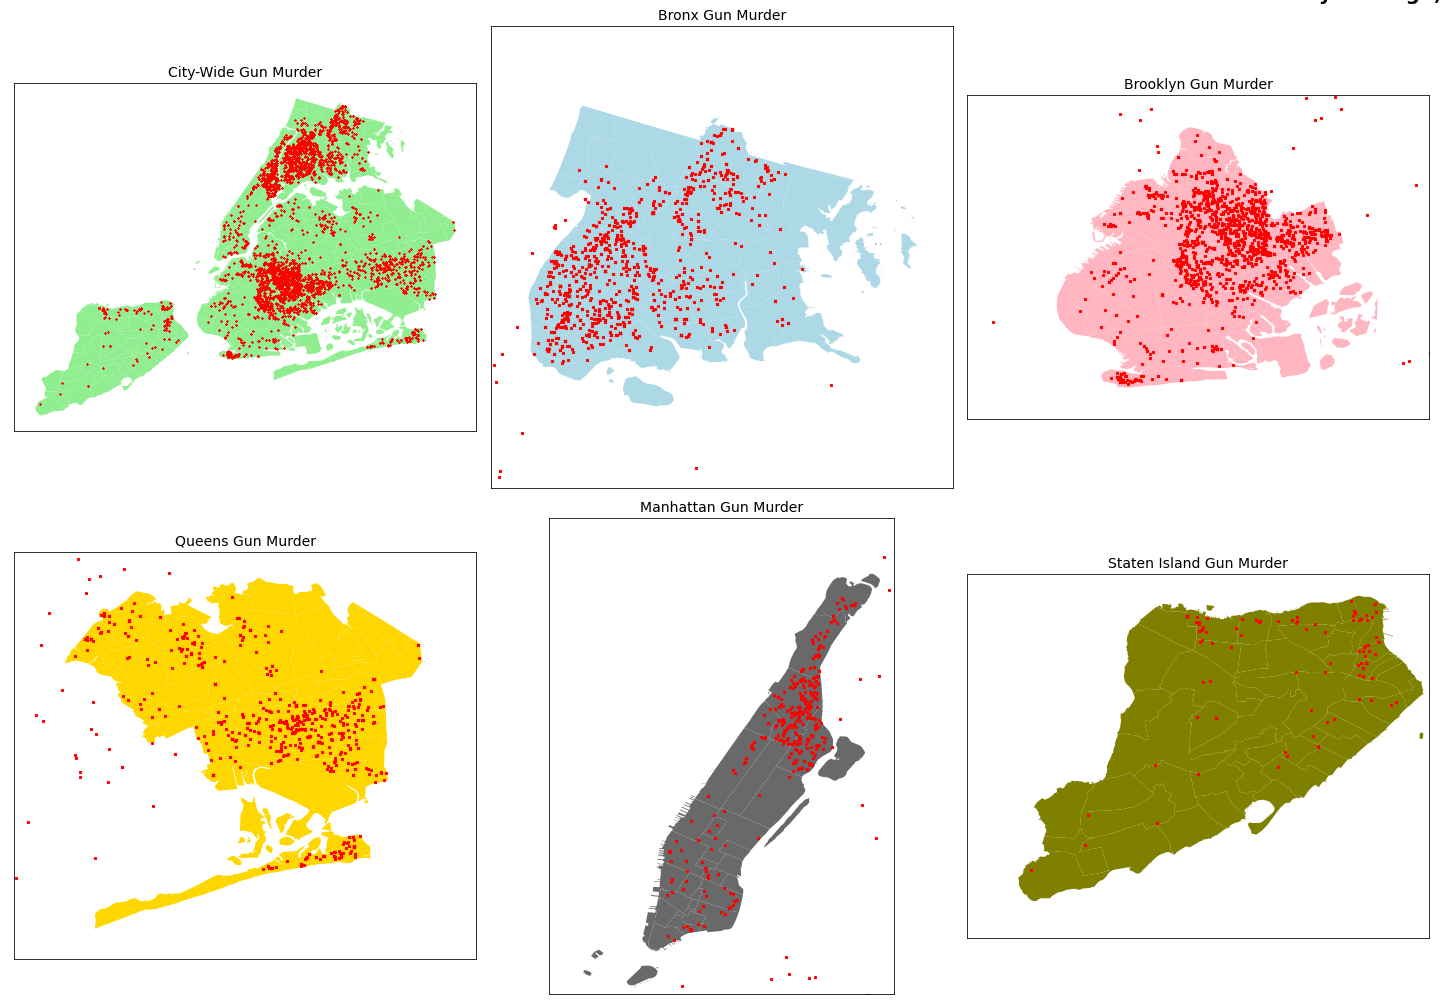 Bronx Gun Murder
City-Wide Gun Murder
Brooklyn Gun Murder
Manhattan Gun Murder
Queens Gun Murder
Staten Island Gun Murder